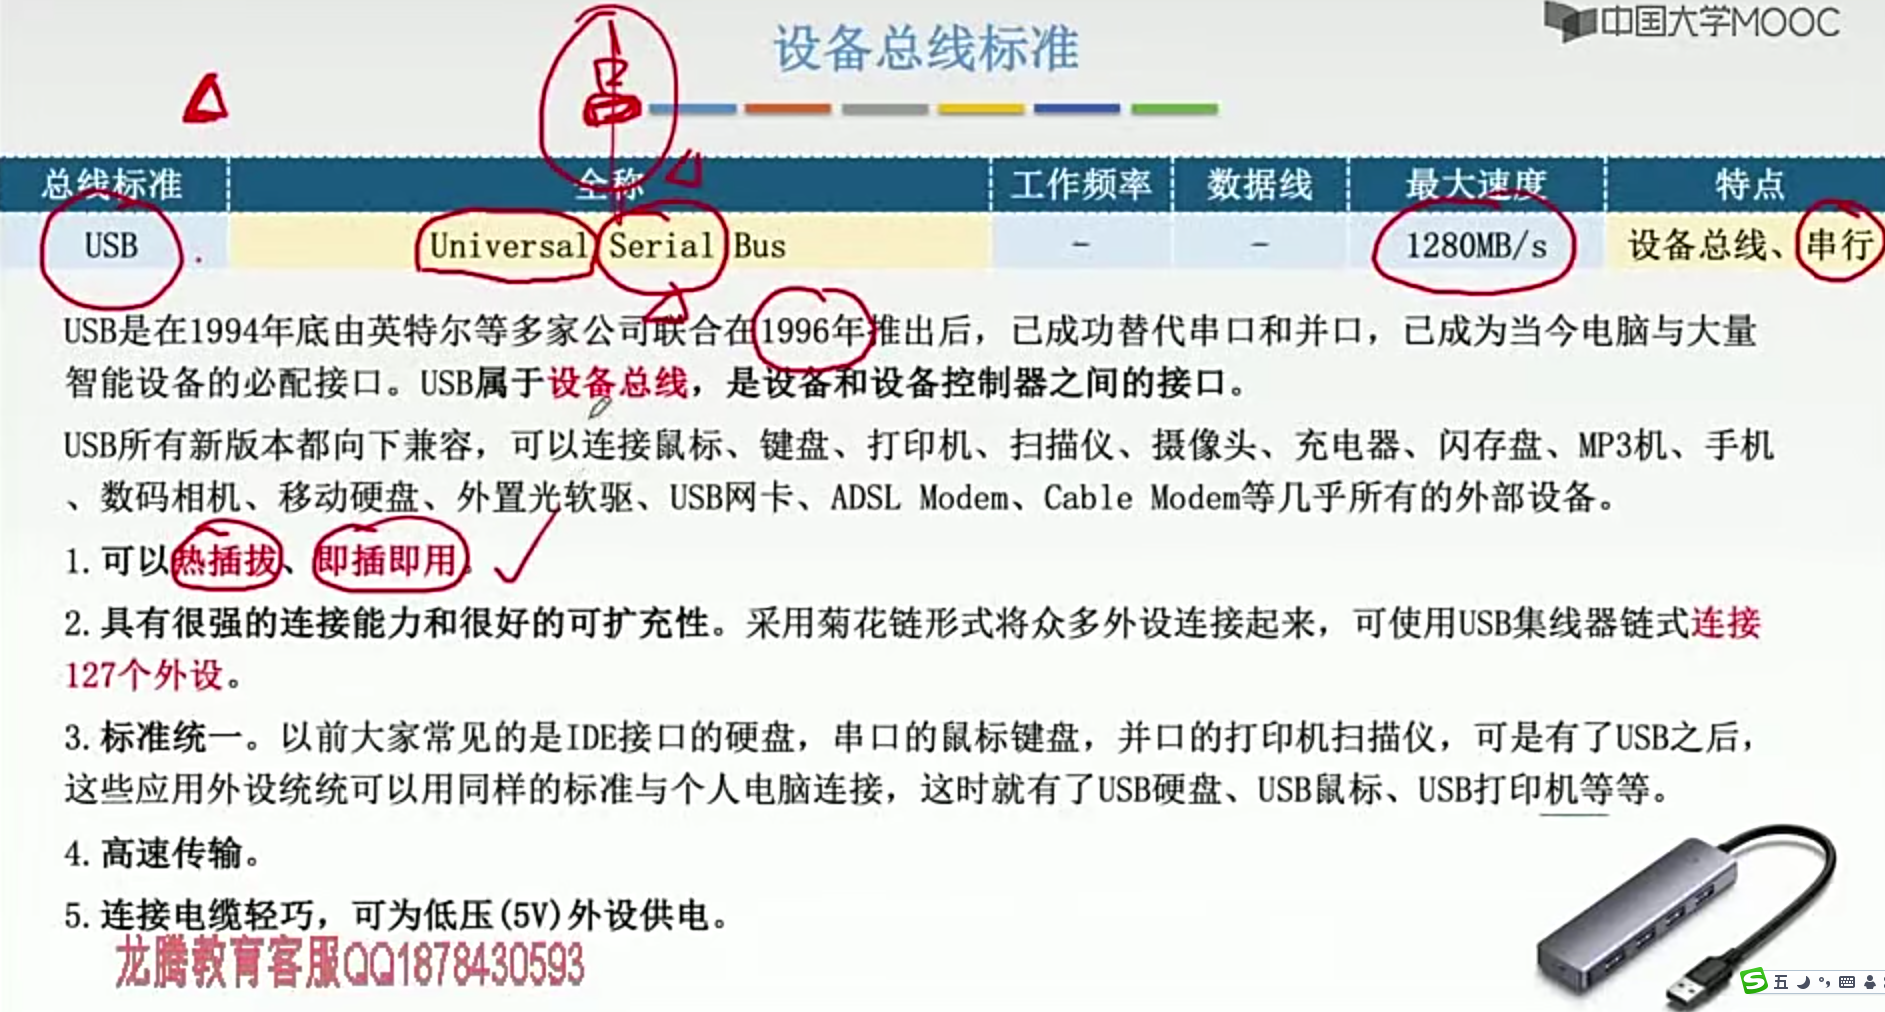 中国大学MOOC
设备总线标准
串
总线标准 全称 工作频率 数据线 最大速度 特点
USB Universal Serial Bus - - 1280MB/s 设备总线、串行
USB是在1994年底由英特尔等多家公司联合在1996年推出后，已成功替代串口和并口，已成为当今电脑与大量
智能设备的必配接口。USB属于设备总线，是设备和设备控制器之间的接口。
USB所有新版本都向下兼容，可以连接鼠标、键盘、打印机、扫描仪、摄像头、充电器、闪存盘、MP3机、手机
、数码相机、移动硬盘、外置光软驱、USB网卡、ADSL Modem、Cable Modem等几乎所有的外部设备。
1.可以热插拔、即插即用。
2.具有很强的连接能力和很好的可扩充性。采用菊花链形式将众多外设连接起来，可使用USB集线器链式连接
127个外设。
3.标准统一。以前大家常见的是IDE接口的硬盘，串口的鼠标键盘，并口的打印机扫描仪，可是有了USB之后，
这些应用外设统统可以用同样的标准与个人电脑连接，这时就有了USB硬盘、USB鼠标、USB打印机等等。
4.高速传输。
5.连接电缆轻巧，可为低压(5V)外设供电。
龙腾教育客服QQ1878430593
五